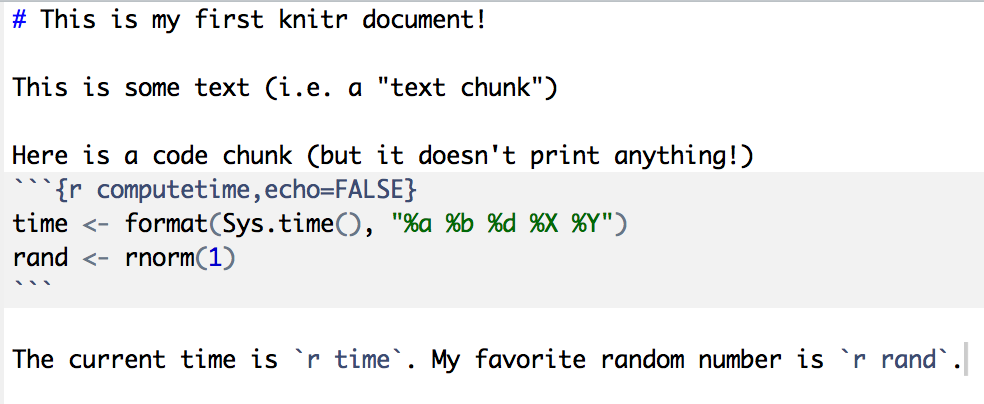 # This is my first knitr document!
This is some text (i.e. a "text chunk")
Here is a code chunk (but it doesn't print anything!)
```{r computetime,echo=FALSE}
time <- format(Sys.time(), "%a %b %d %X %Y")
rand <- rnorm(1)
```
The current time is `r time`. My favorite random number is `r rand`.